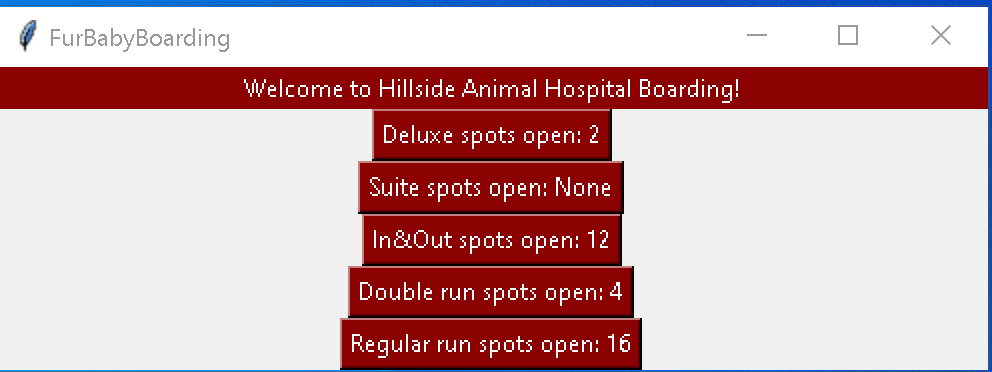 FurBabyBoarding
Welcome to Hillside Animal Hospital Boarding!
Deluxe spots open: 2
Suite spots open: None
In&Out spots open: 12
Double run spots open: 4
Regular run spots open: 16